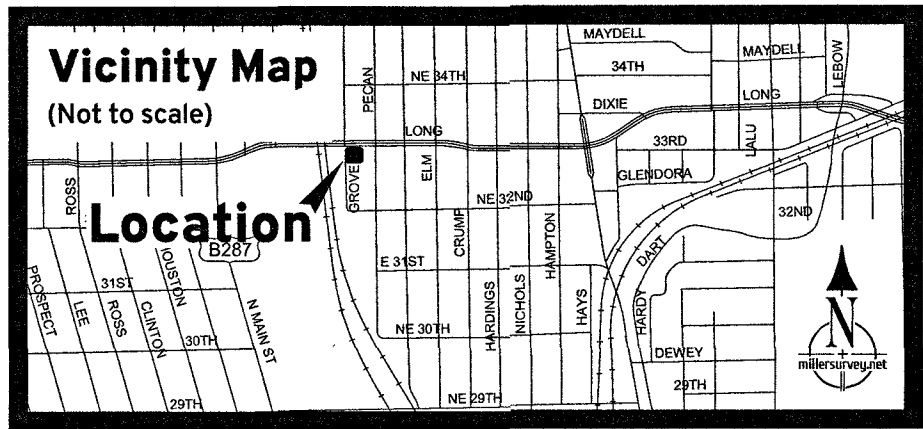 Vicinity Map
(Not to scale)
Location
PECAN
NE 34TH
MAYDELL
34TH
MAYDELL
LEBOW
DIXIE
LONG
LONG
ROSS
GROVE
ELM
33RD
LALU
GLENDORA
NE 32ND
32ND
B287
CRUMP
HAMPTON
DART
E 31ST
PROSPECT
LEE
ROSS
31ST
CLINTON
HOUSTON
N MAIN ST
30TH
NE 30TH
HARDINGS
NICHOLS
HAYS
HARDY
DEWEY
29TH
29TH
NE 29TH
N
millersurvey.net